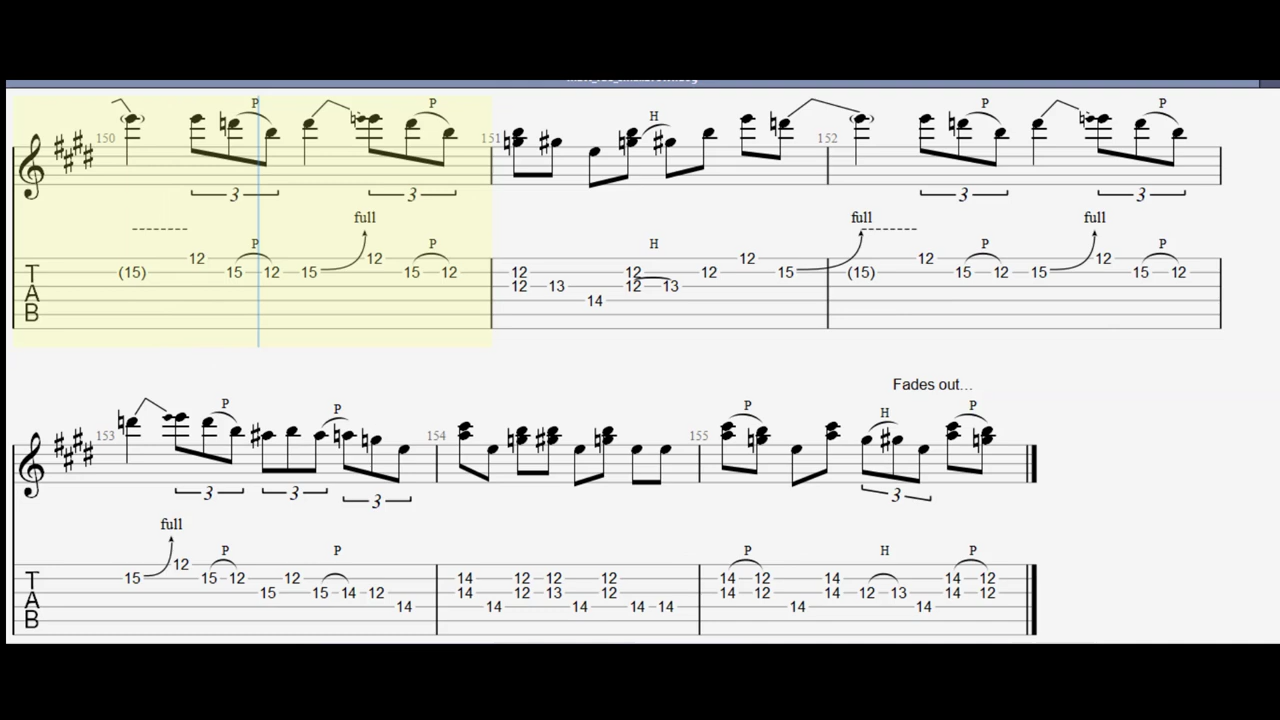 P P H P P
150 151 152
3 3 3 3
full full full
P P H P P
(15) 12 15 12 15 12 15 12 12 12 13 14 12 12 13 12 12 15 (15) 12 15 12 15 12 15 12
T
A
B
Fades out...
P P P H P
153 154 155
3 3 3 3
full
P P P H P
15 12 15 12 15 12 15 14 12 14 14 14 14 12 12 12 13 14 12 12 14 14 14 14 12 12 14 14 14 12 13 14 14 14 12 12
T
A
B